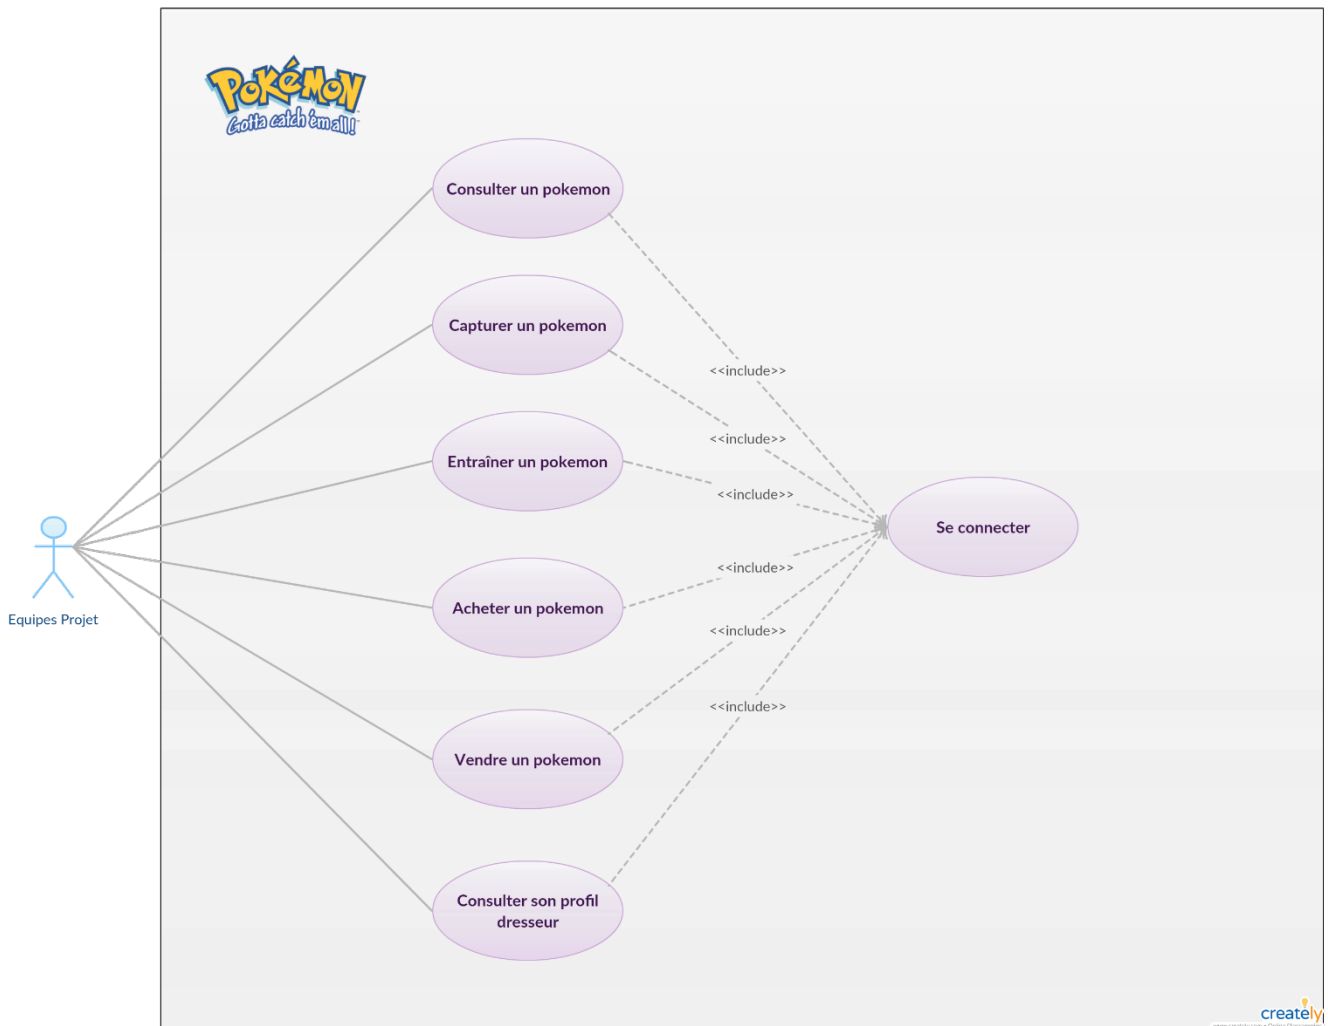 POKÉMON
Gotta catch 'em all!
Consulter un pokemon
Capturer un pokemon
<<include>>
<<include>>
Entraîner un pokemon
<<include>>
Se connecter
Equipes Projet
<<include>>
Acheter un pokemon
<<include>>
Vendre un pokemon
<<include>>
Consulter son profil
dresseur
creately